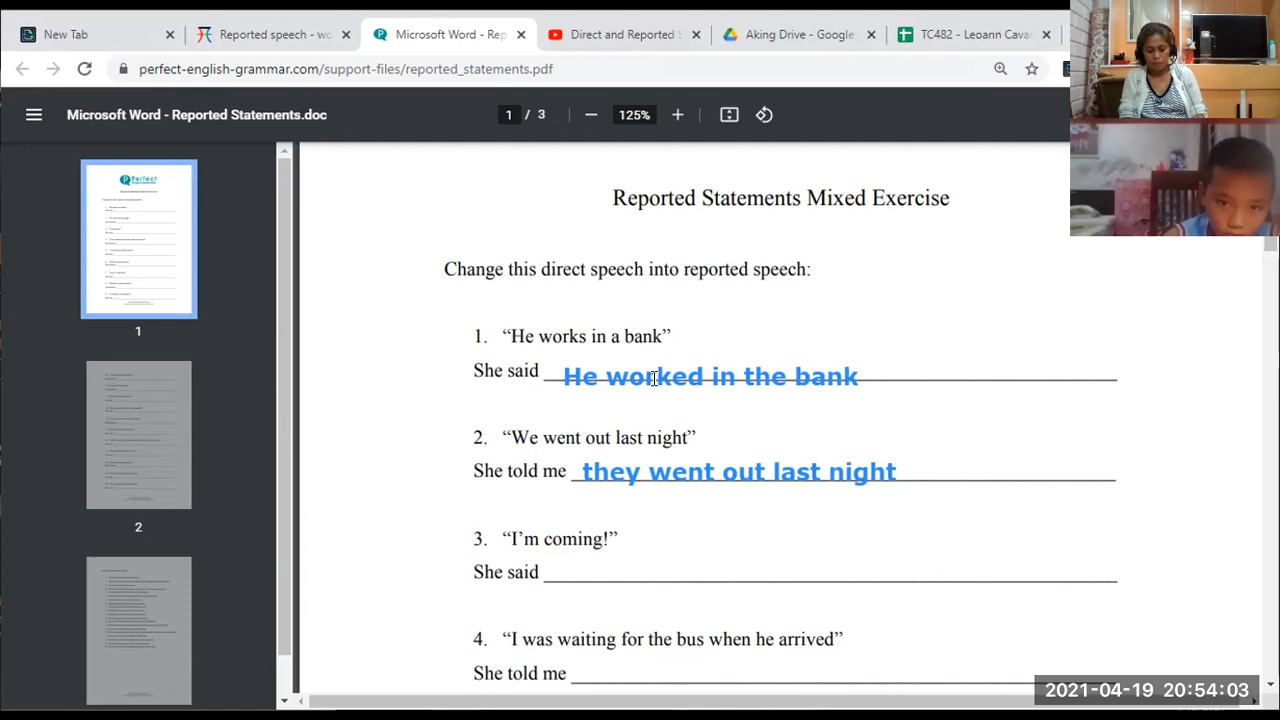 New Tab
Reported speech - wo
Microsoft Word - Rep
Direct and Reported S
Aking Drive - Google
TC482 - Leoann Cava
perfect-english-grammar.com/support-files/reported_statements.pdf
Microsoft Word - Reported Statements.doc
1 / 3
125%
Reported Statements Mixed Exercise
Change this direct speech into reported speech:
1. “He works in a bank”
She said He worked in the bank
2. “We went out last night”
She told me they went out last night
3. “I’m coming!”
She said
4. “I was waiting for the bus when he arrived”
She told me
1
2
2021-04-19 20:54:03